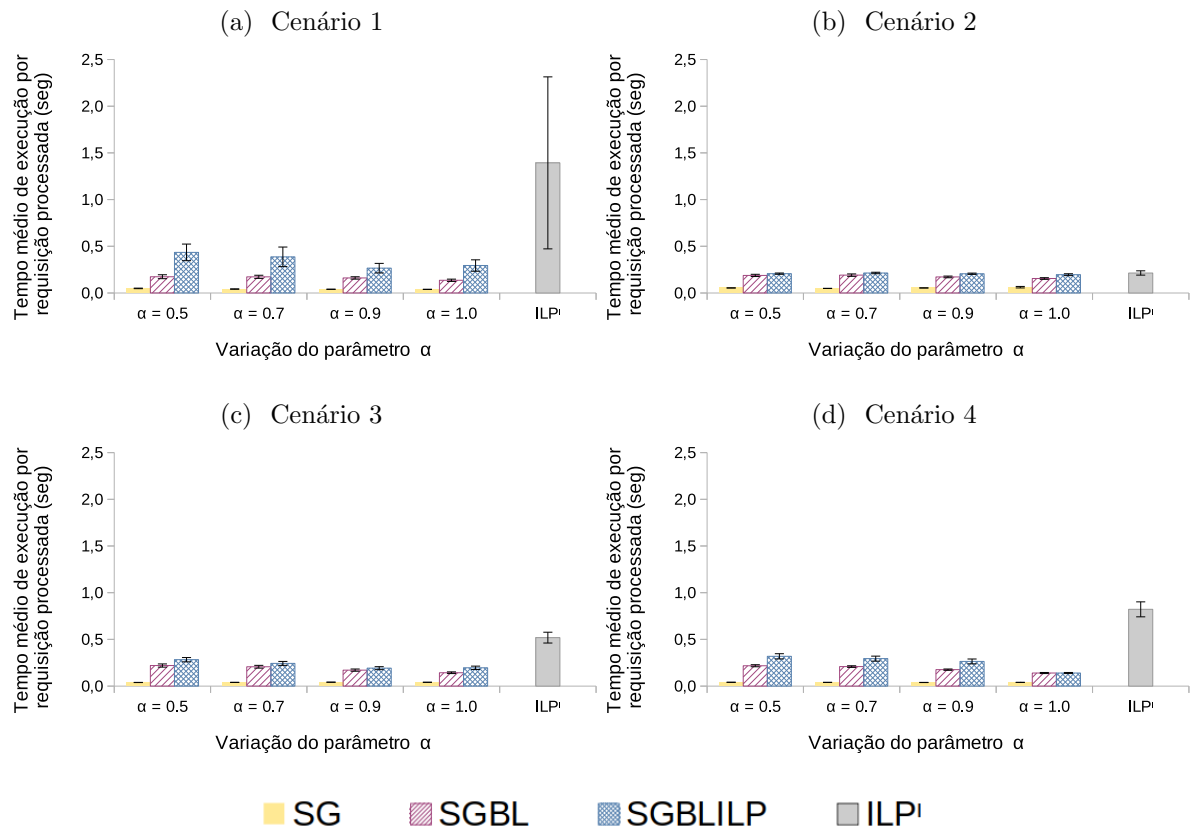 (a) Cenário 1
Tempo médio de execução por
requisição processada (seg)
2,5
2,0
1,5
1,0
0,5
0,0
α = 0.5
α = 0.7
α = 0.9
α = 1.0
ILPᴵ
Variação do parâmetro α
(b) Cenário 2
Tempo médio de execução por
requisição processada (seg)
2,5
2,0
1,5
1,0
0,5
0,0
α = 0.5
α = 0.7
α = 0.9
α = 1.0
ILPᴵ
Variação do parâmetro α
(c) Cenário 3
Tempo médio de execução por
requisição processada (seg)
2,5
2,0
1,5
1,0
0,5
0,0
α = 0.5
α = 0.7
α = 0.9
α = 1.0
ILPᴵ
Variação do parâmetro α
(d) Cenário 4
Tempo médio de execução por
requisição processada (seg)
2,5
2,0
1,5
1,0
0,5
0,0
α = 0.5
α = 0.7
α = 0.9
α = 1.0
ILPᴵ
Variação do parâmetro α
SG SGBL SGBLILP ILPᴵ